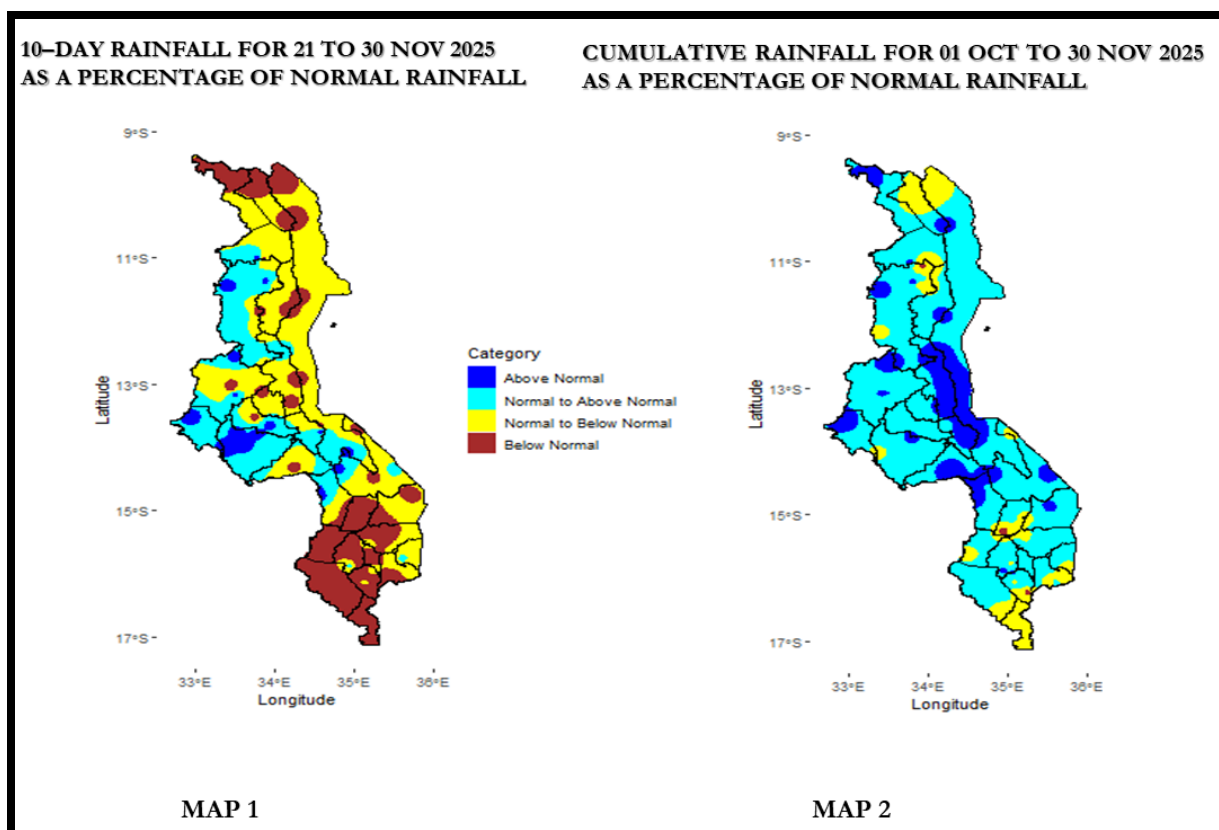 10–DAY RAINFALL FOR 21 TO 30 NOV 2025
AS A PERCENTAGE OF NORMAL RAINFALL
CUMULATIVE RAINFALL FOR 01 OCT TO 30 NOV 2025
AS A PERCENTAGE OF NORMAL RAINFALL
9°S
11°S
13°S
15°S
17°S
Latitude
33°E 34°E 35°E 36°E
Longitude
Category
Above Normal
Normal to Above Normal
Normal to Below Normal
Below Normal
9°S
11°S
13°S
15°S
17°S
Latitude
33°E 34°E 35°E 36°E
Longitude
MAP 1
MAP 2